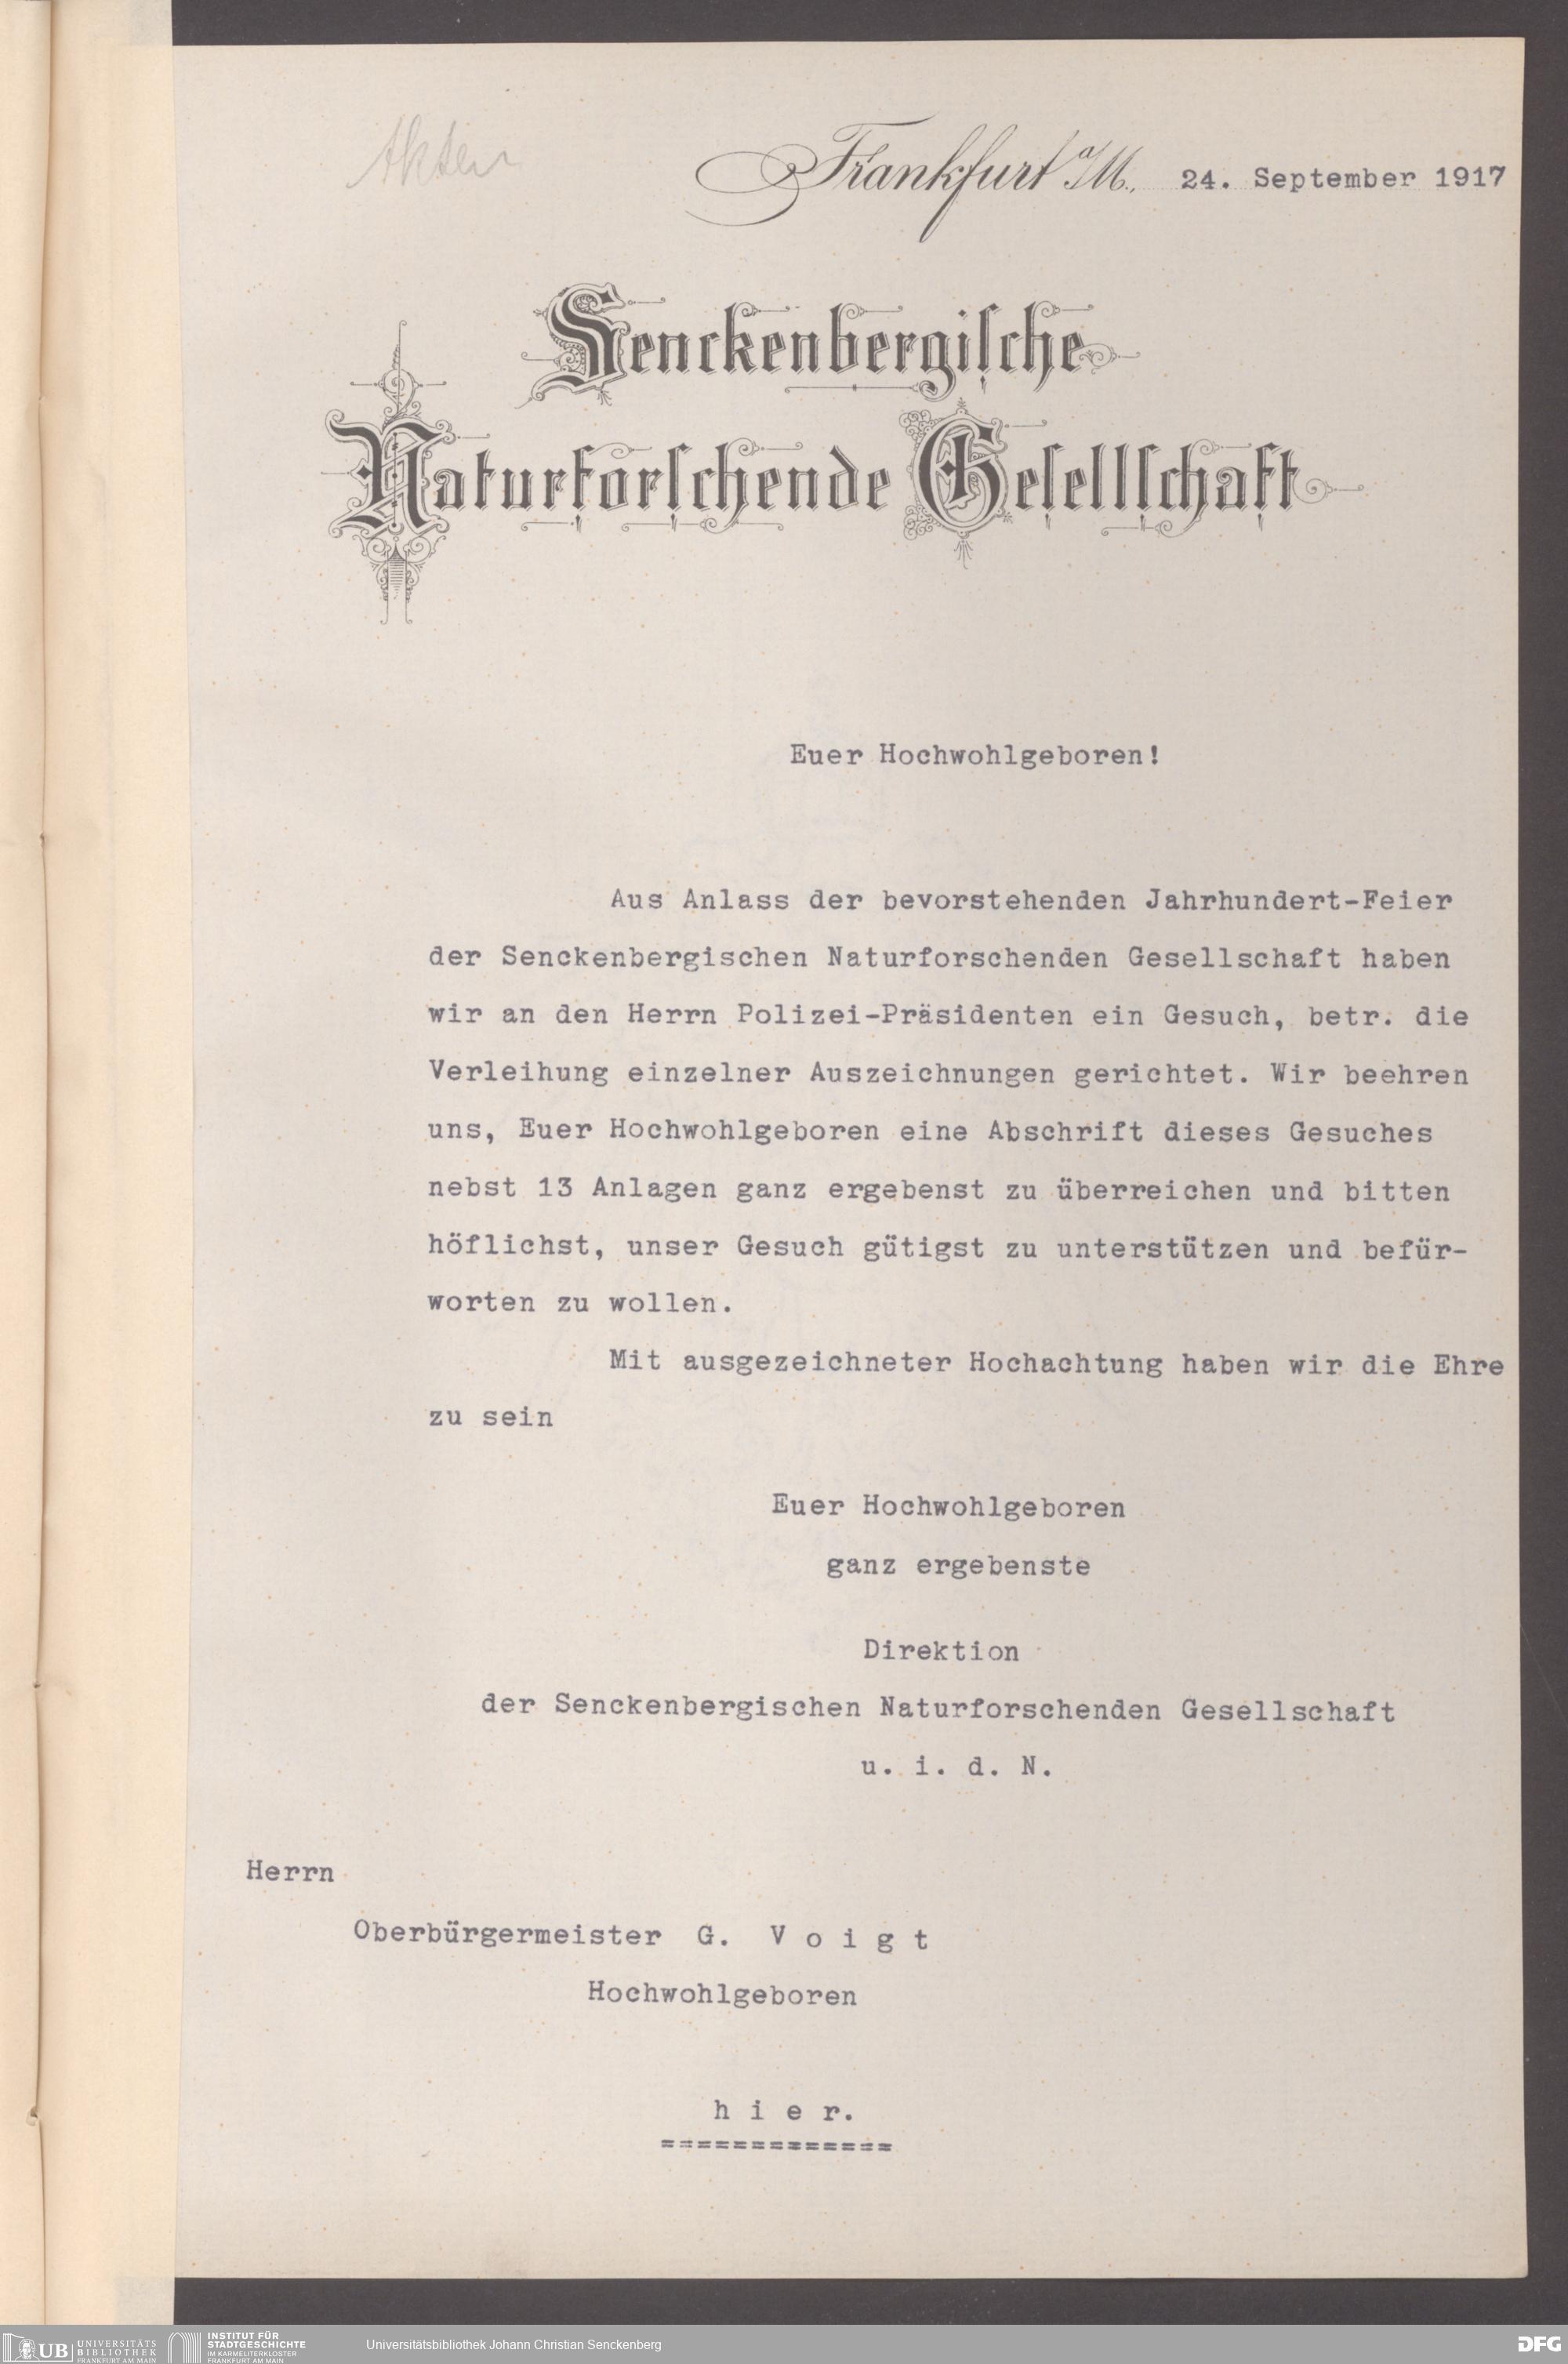 Akten
Frankfurt a/M., 24. September 1917
Senckenbergiſche
Naturforſchende Geſellſchaft
Euer Hochwohlgeboren!
Aus Anlass der bevorstehenden Jahrhundert-Feier
der Senckenbergischen Naturforschenden Gesellschaft haben
wir an den Herrn Polizei-Präsidenten ein Gesuch, betr. die
Verleihung einzelner Auszeichnungen gerichtet. Wir beehren
uns, Euer Hochwohlgeboren eine Abschrift dieses Gesuches
nebst 13 Anlagen ganz ergebenst zu überreichen und bitten
höflichst, unser Gesuch gütigst zu unterstützen und befür-
worten zu wollen.
Mit ausgezeichneter Hochachtung haben wir die Ehre
zu sein
Euer Hochwohlgeboren
ganz ergebenste
Direktion
der Senckenbergischen Naturforschenden Gesellschaft
u. i. d. N.
Herrn
Oberbürgermeister G. V o i g t
Hochwohlgeboren
h i e r.
=============
UB UNIVERSITÄTS
BIBLIOTHEK
FRANKFURT AM MAIN
INSTITUT FÜR
STADTGESCHICHTE
IM KARMELITERKLOSTER
FRANKFURT AM MAIN
Universitätsbibliothek Johann Christian Senckenberg
DFG